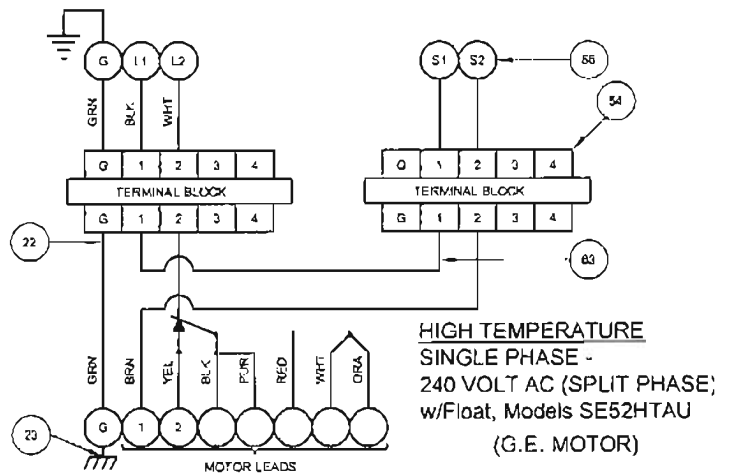 G L1 L2 S1 S2 55
54
GRN BLK WHT
G 1 2 3 4 G 1 2 3 4
TERMINAL BLOCK TERMINAL BLOCK
G 1 2 3 4 G 1 2 3 4
22
63
HIGH TEMPERATURE
SINGLE PHASE -
240 VOLT AC (SPLIT PHASE)
w/Float, Models SE52HTAU
(G.E. MOTOR)
GRN BRN YEL BLK PUR RED WHT ORA
23 G 1 2
MOTOR LEADS